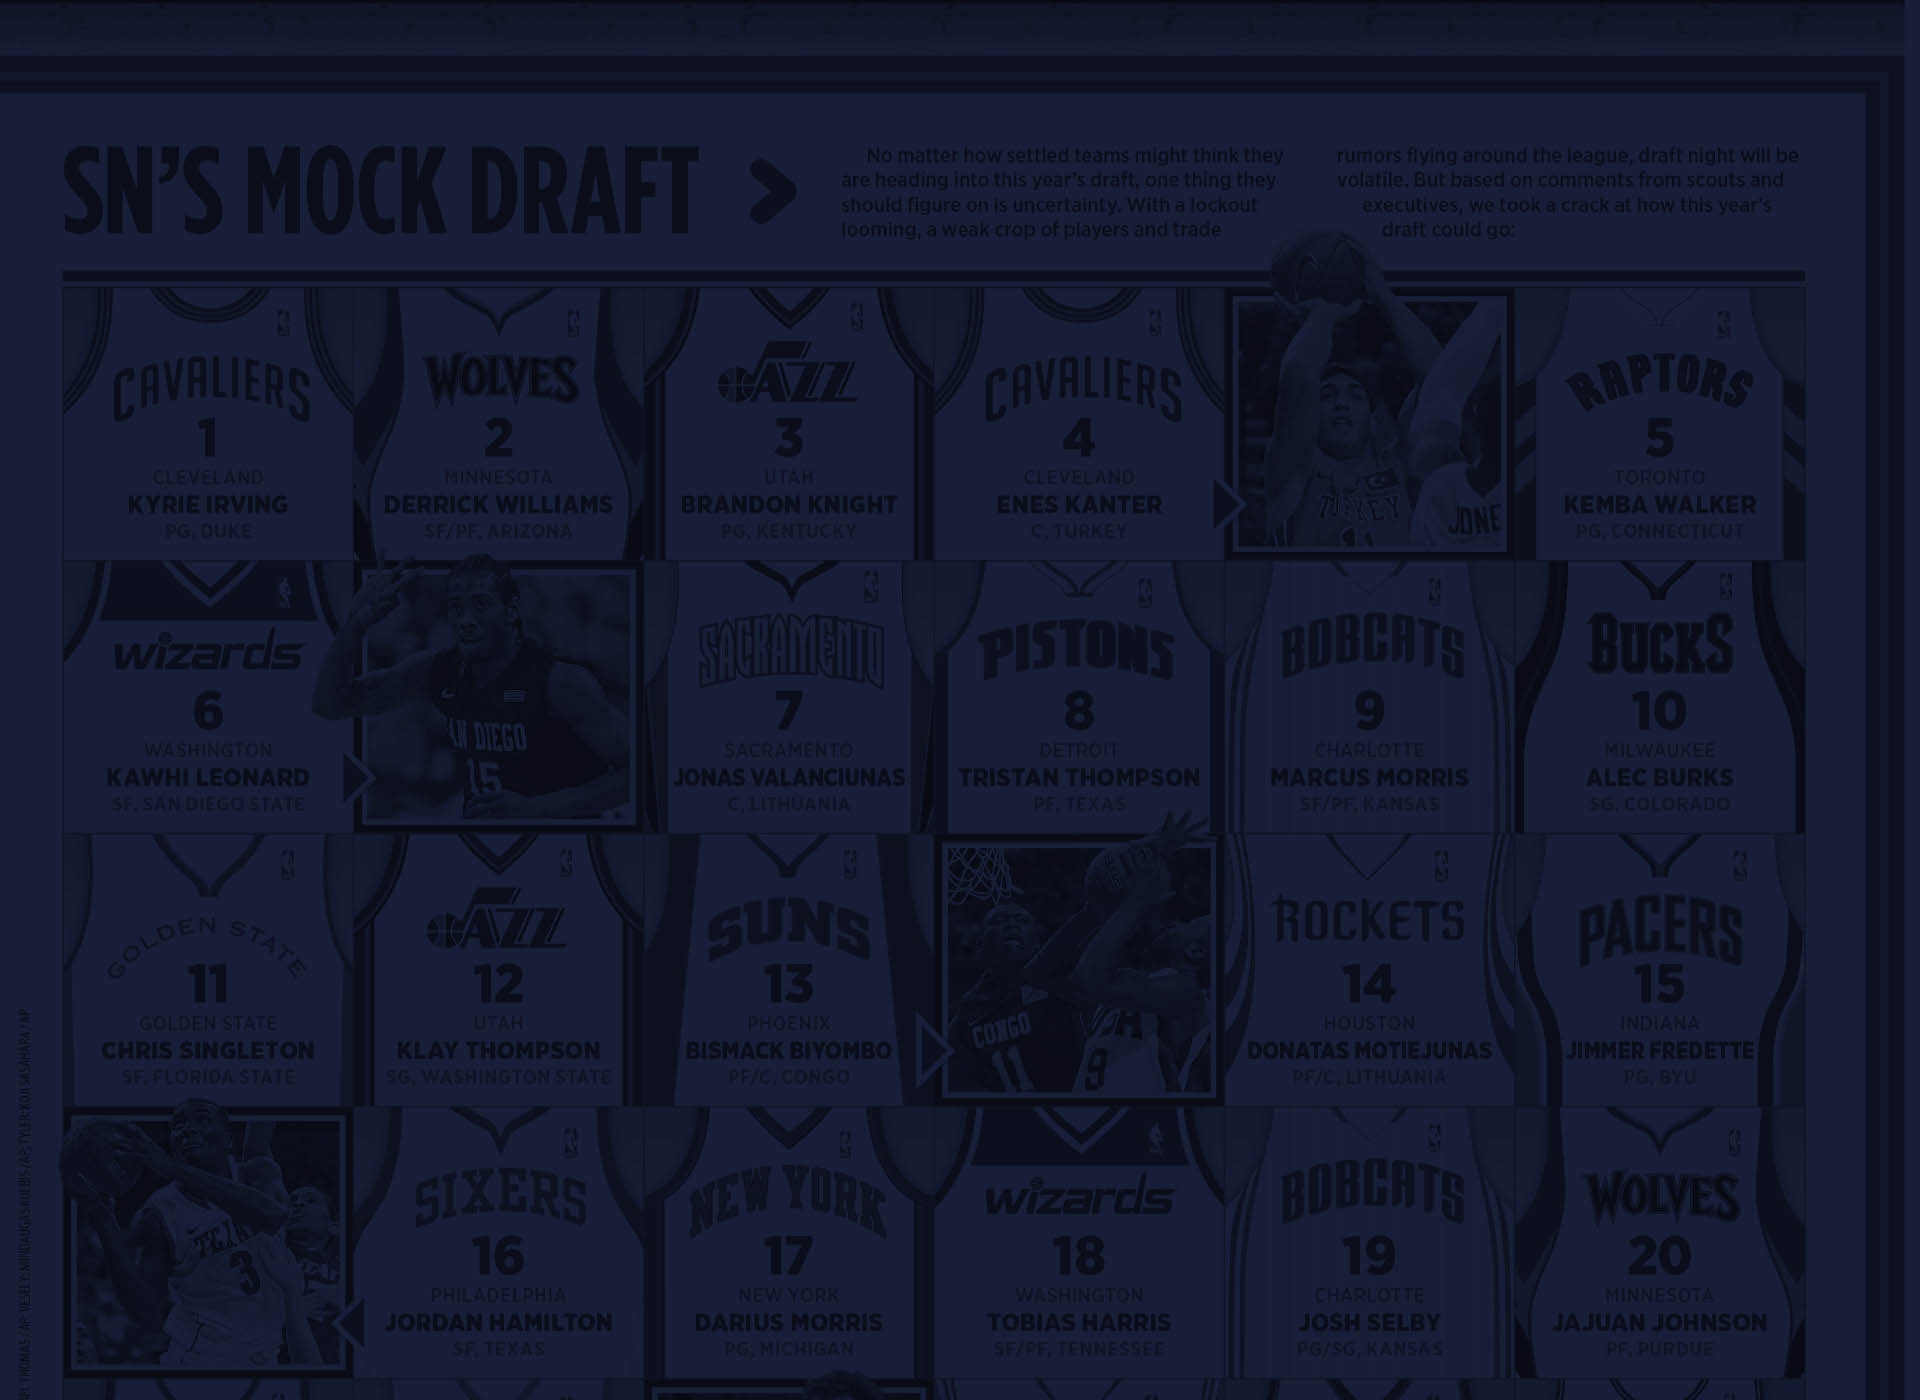 SN'S MOCK DRAFT
No matter how settled teams might think they
are heading into this year's draft, one thing they
should figure on is uncertainty. With a lockout
looming, a weak crop of players and trade
rumors flying around the league, draft night will be
volatile. But based on comments from scouts and
executives, we took a crack at how this year's
draft could go:
CAVALIERS
1
CLEVELAND
KYRIE IRVING
PG, DUKE
WOLVES
2
MINNESOTA
DERRICK WILLIAMS
SF/PF, ARIZONA
JAZZ
3
UTAH
BRANDON KNIGHT
PG, KENTUCKY
CAVALIERS
4
CLEVELAND
ENES KANTER
C, TURKEY
TURKEY
JONE
RAPTORS
5
TORONTO
KEMBA WALKER
PG, CONNECTICUT
wizards
6
WASHINGTON
KAWHI LEONARD
SF, SAN DIEGO STATE
AN DIEGO
15
SACRAMENTO
7
SACRAMENTO
JONAS VALANCIUNAS
C, LITHUANIA
PISTONS
8
DETROIT
TRISTAN THOMPSON
PF, TEXAS
BOBCATS
9
CHARLOTTE
MARCUS MORRIS
SF/PF, KANSAS
BUCKS
10
MILWAUKEE
ALEC BURKS
SG, COLORADO
GOLDEN STATE
11
GOLDEN STATE
CHRIS SINGLETON
SF, FLORIDA STATE
JAZZ
12
UTAH
KLAY THOMPSON
SG, WASHINGTON STATE
SUNS
13
PHOENIX
BISMACK BIYOMBO
PF/C, CONGO
CONGO
11
9
ROCKETS
14
HOUSTON
DONATAS MOTIEJUNAS
PF/C, LITHUANIA
PACERS
15
INDIANA
JIMMER FREDETTE
PG, BYU
TEXA
3
SIXERS
16
PHILADELPHIA
JORDAN HAMILTON
SF, TEXAS
NEW YORK
17
NEW YORK
DARIUS MORRIS
PG, MICHIGAN
wizards
18
WASHINGTON
TOBIAS HARRIS
SF/PF, TENNESSEE
BOBCATS
19
CHARLOTTE
JOSH SELBY
PG/SG, KANSAS
WOLVES
20
MINNESOTA
JAJUAN JOHNSON
PF, PURDUE
THOMAS / AP; VESELY: MINDAUGAS KULBIS / AP; TYLER: KOJI SASAHARA / AP